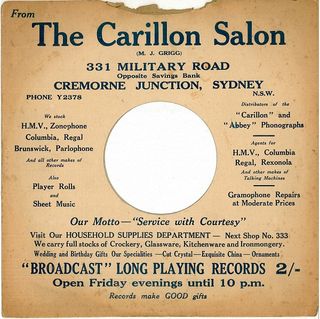 From
The Carillon Salon
(M. J. GRIGG)
331 MILITARY ROAD
Opposite Savings Bank
CREMORNE JUNCTION, SYDNEY
PHONE Y2378
N.S.W.
We stock
H.M.V., Zonophone
Columbia, Regal
Brunswick, Parlophone
And all other makes of
Records
Also
Player Rolls
and
Sheet Music
Distributors of the
"Carillon" and
"Abbey" Phonographs
Agents for
H.M.V., Columbia
Regal, Rexonola
And other makes of
Talking Machines
Gramophone Repairs
at Moderate Prices
Our Motto—"Service with Courtesy"
Visit Our HOUSEHOLD SUPPLIES DEPARTMENT — Next Shop No. 333
We carry full stocks of Crockery, Glassware, Kitchenware and Ironmongery.
Wedding and Birthday Gifts Our Specialities—Cut Crystal—Exquisite China—Ornaments
"BROADCAST" LONG PLAYING RECORDS 2/-
Open Friday evenings until 10 p.m.
Records make GOOD gifts